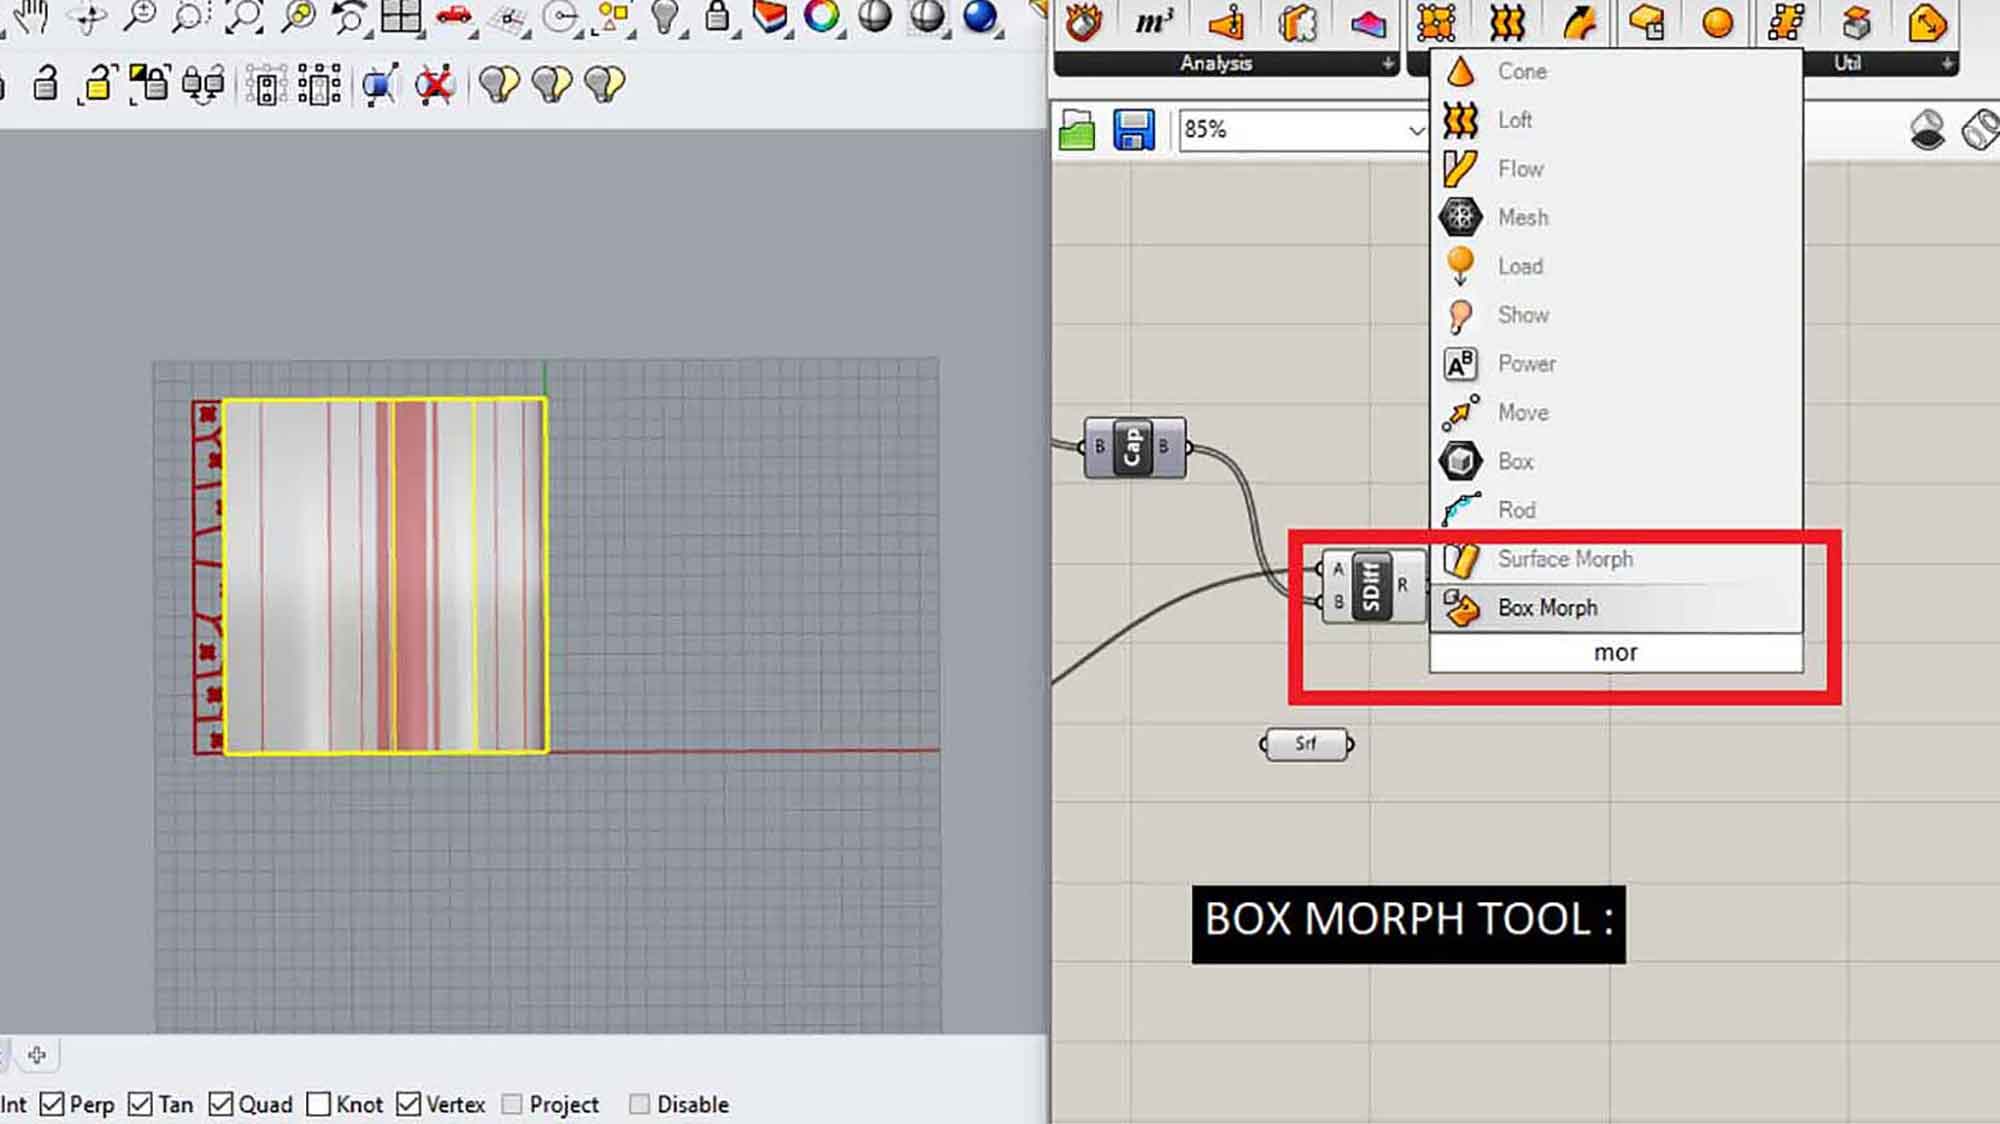 m³
Analysis
Util
85%
Cone
Loft
Flow
Mesh
Load
Show
Power
Move
Box
Rod
Surface Morph
Box Morph
mor
B Cap B
A
B
SDiff R
Srf
BOX MORPH TOOL :
Int Perp Tan Quad Knot Vertex Project Disable